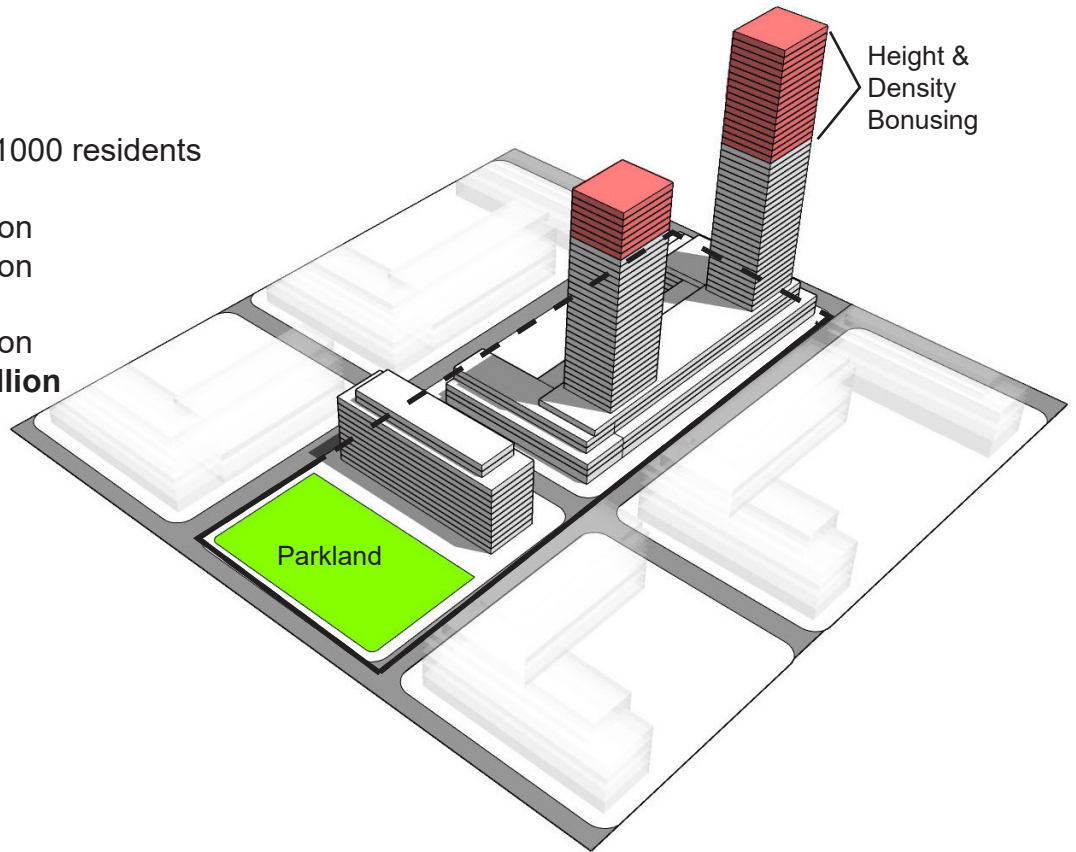 Height &
Density
Bonusing
1000 residents
on
on
on
llion
Parkland